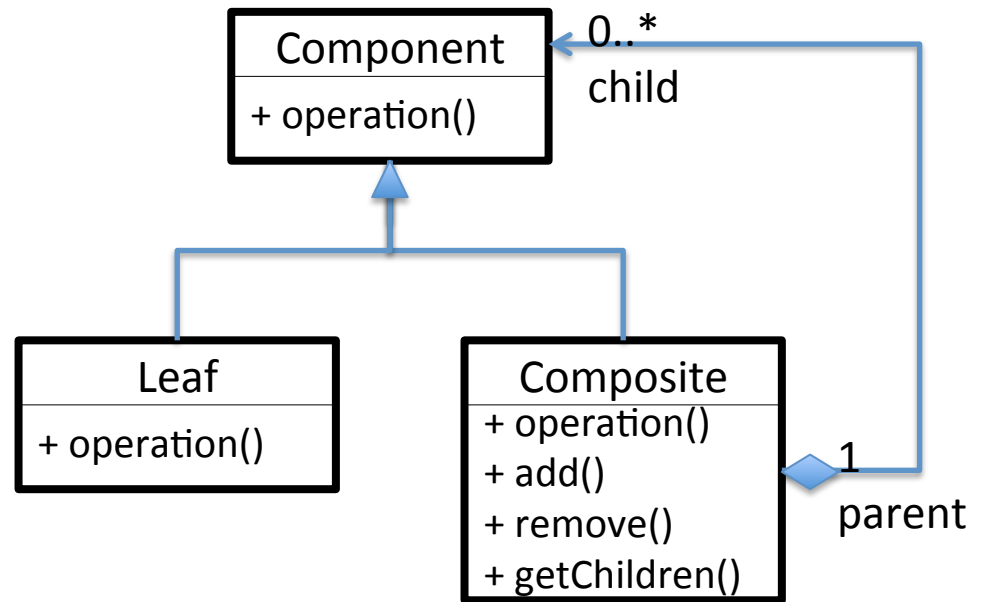 Component
+ operation()
0..*
child
Leaf
+ operation()
Composite
+ operation()
+ add()
+ remove()
+ getChildren()
1
parent